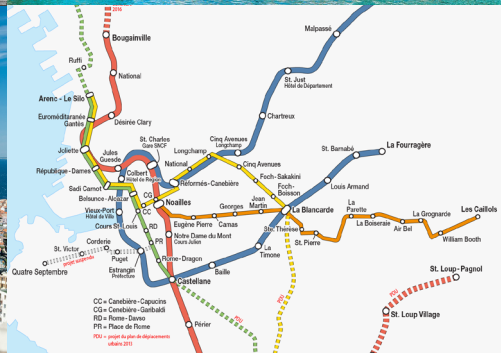 Malpassé
2016
Bougainville
Ruffi
National
St. Just
Hôtel de Département
Arenc - Le Silo
Euroméditaranée
Gantès
Désirée Clary
Chartreux
St. Charles
Gare SNCF
Cinq Avenues
Longchamp
Joliette
Jules
Guesde
Longchamp
St. Barnabé
La Fourragère
National
Cinq Avenues
République-Dames
Colbert
Hôtel de Région
Foch-Sakakini
Réformés-Canebière
Foch-
Boisson
Louis Armand
Sadi Carnot
Belsunce-Alcazar
CG
Noailles
Georges
Jean
Martin
La Blancarde
La
Parette
La Grognarde
Les Caillols
Vieux-Port
Hôtel da Ville
CC
Eugène Pierre
Camas
La Boiseraie
Air Bel
Cours St Louis
RD
Ste. Thérèse
St. Pierre
William Booth
Notre Dame du Mont
Cours Julien
St. Victor
Corderie
PR
La
Timone
projet suspendu
Puget
Rome-Dragon
Quatre Septembre
Estrangin
Préfecture
Baille
St. Loup - Pagnol
Castellane
PDU
CC = Canebière - Capucins
CG = Canebière-Garibaldi
RD = Rome - Davso
PR = Place de Rome
PDU
PDU
St. Loup Village
Périer
PDU = projet du plan de déplacements
urbains 2013